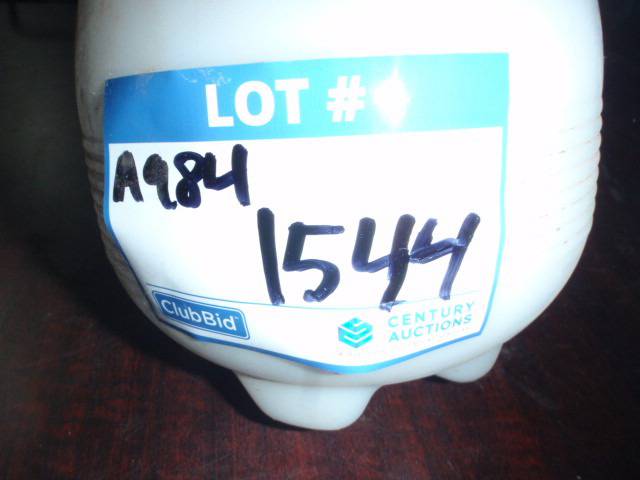 LOT #
A984
1544
ClubBid
CENTURY
AUCTIONS